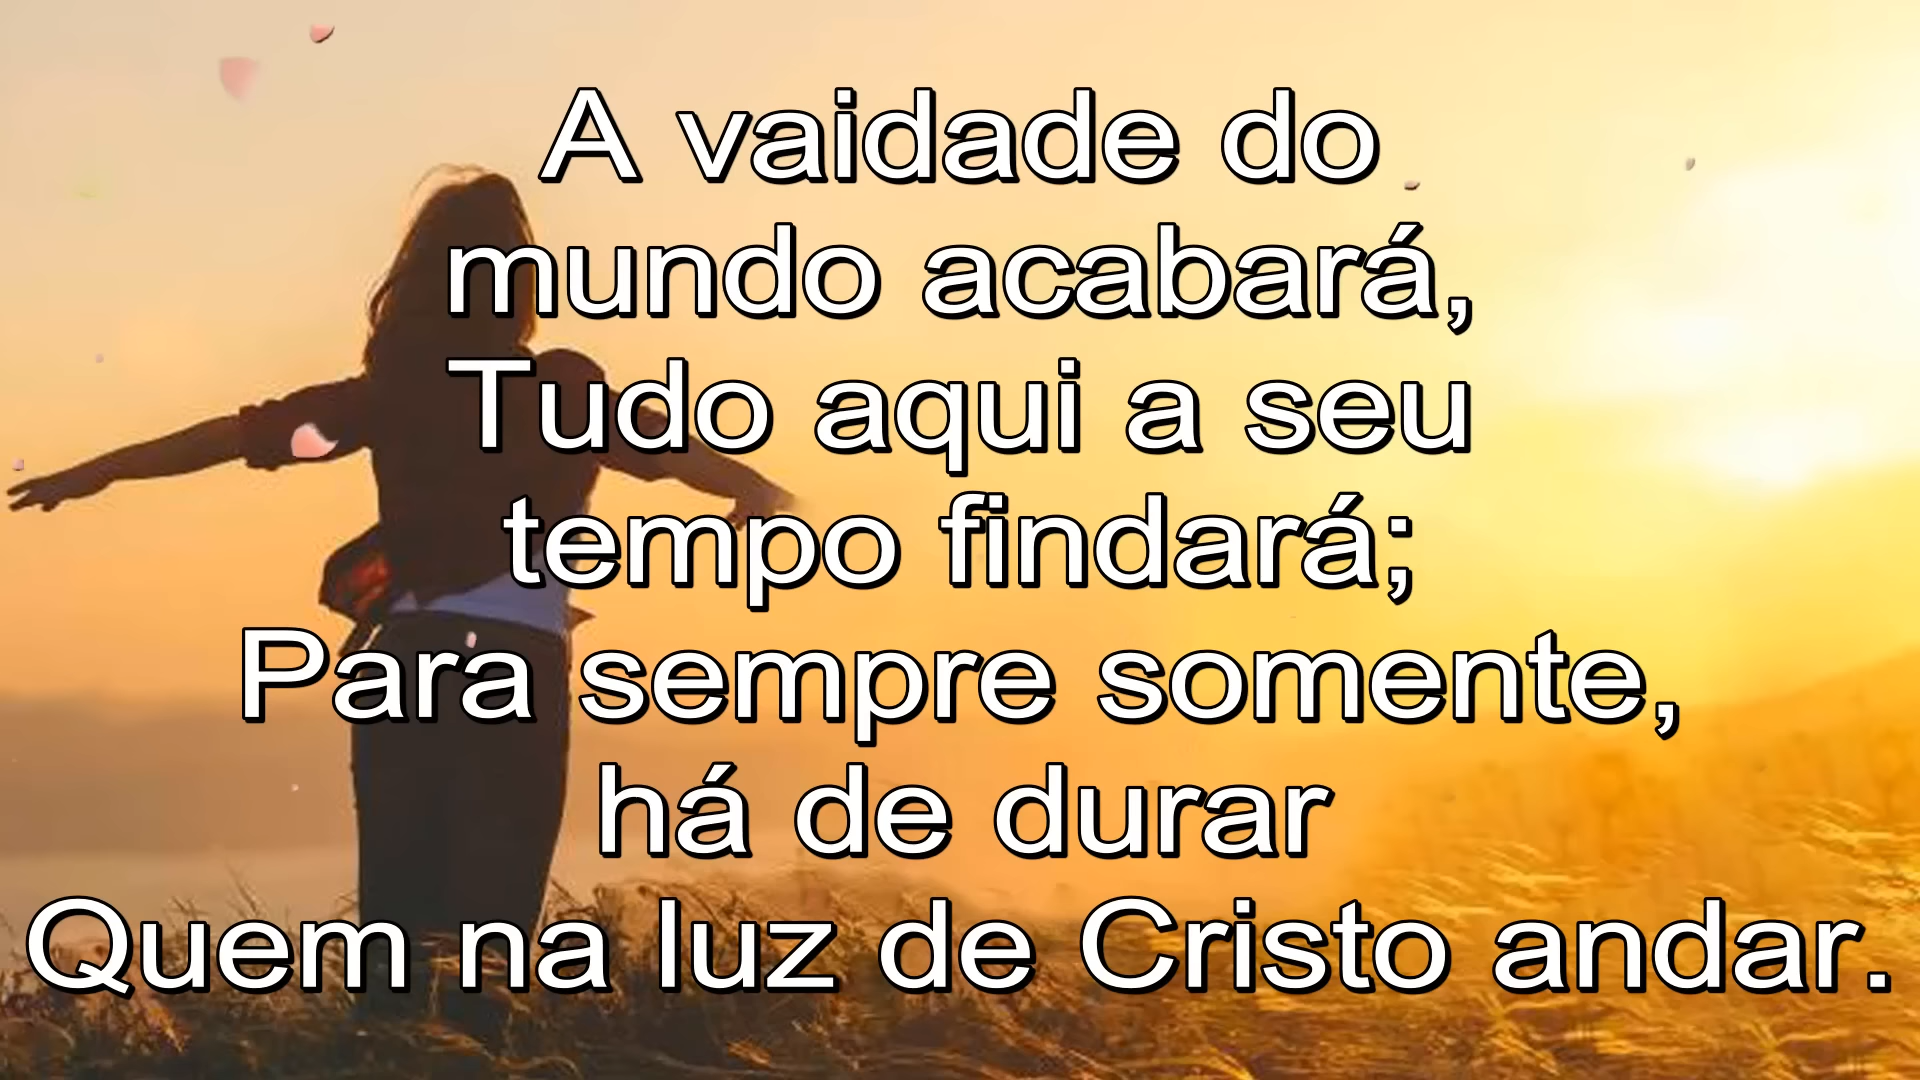 A vaidade do
mundo acabará,
Tudo aqui a seu
tempo findará;
Para sempre somente,
há de durar
Quem na luz de Cristo andar.